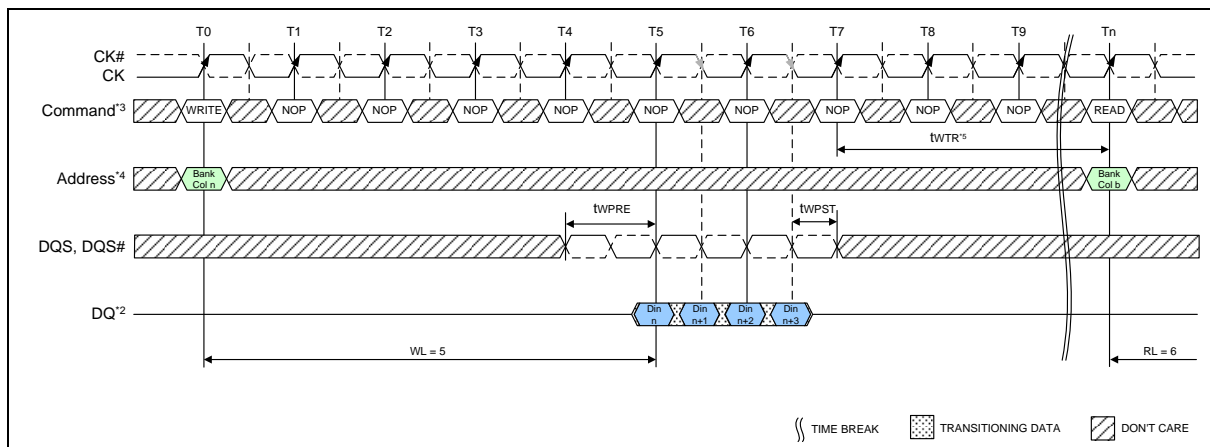 T0 T1 T2 T3 T4 T5 T6 T7 T8 T9 Tn
CK#
CK
Command*3 WRITE NOP NOP NOP NOP NOP NOP NOP NOP NOP READ
tWTR*5
Address*4 Bank Col n Bank Col b
tWPRE tWPST
DQS, DQS#
DQ*2 Din n Din n+1 Din n+2 Din n+3
WL = 5 RL = 6
TIME BREAK TRANSITIONING DATA DON'T CARE